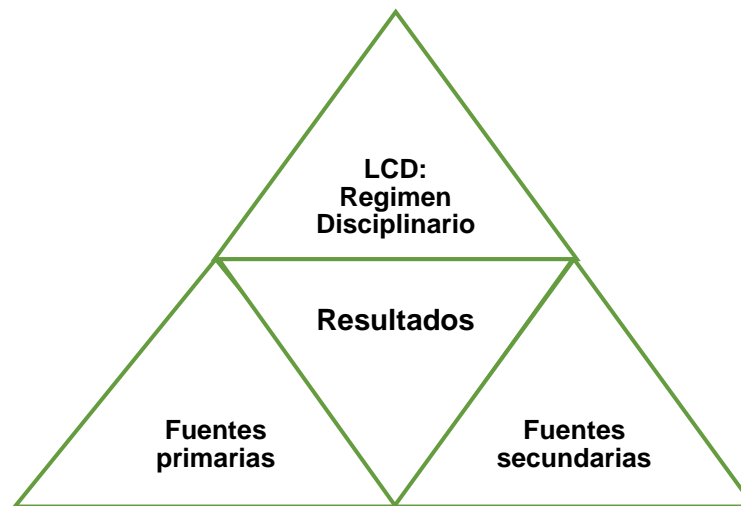 LCD:
Regimen
Disciplinario
Resultados
Fuentes
primarias
Fuentes
secundarias